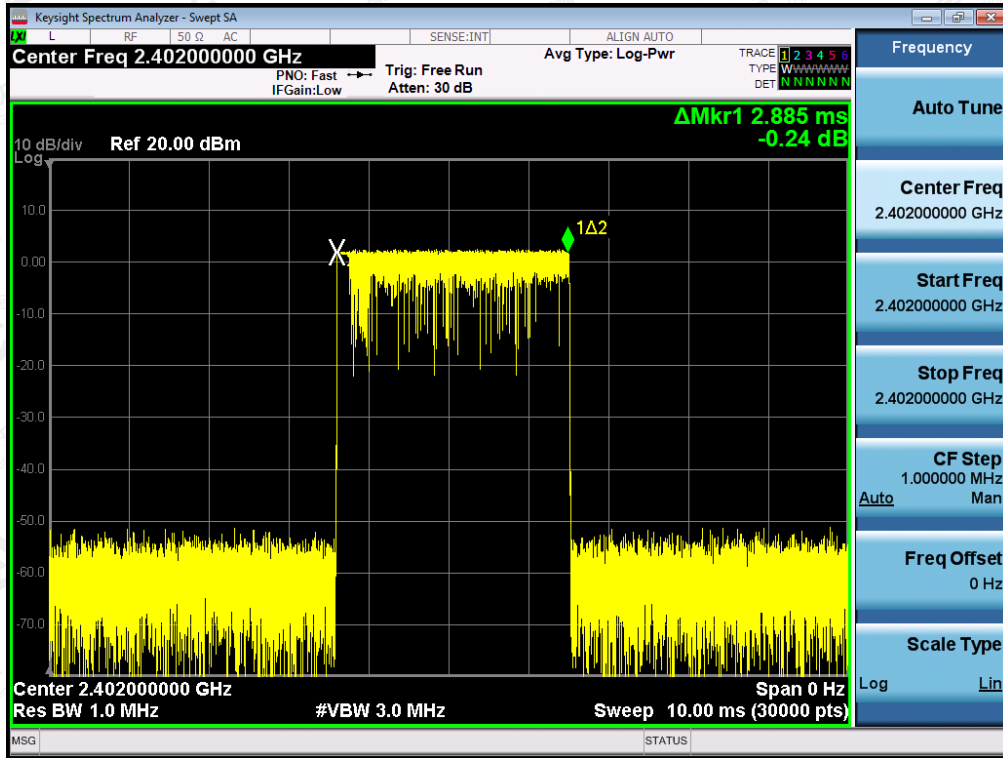 Keysight Spectrum Analyzer - Swept SA
LXI L RF 50 Ω AC SENSE:INT ALIGN AUTO
Center Freq 2.402000000 GHz
PNO: Fast
IFGain:Low
Trig: Free Run
Atten: 30 dB
Avg Type: Log-Pwr
TRACE 1 2 3 4 5 6
TYPE W W W W W W
DET N N N N N N
ΔMkr1 2.885 ms
-0.24 dB
10 dB/div Ref 20.00 dBm
Log
10.0
0.00
-10.0
-20.0
-30.0
-40.0
-50.0
-60.0
-70.0
1Δ2
Center 2.402000000 GHz Span 0 Hz
Res BW 1.0 MHz #VBW 3.0 MHz Sweep 10.00 ms (30000 pts)
MSG STATUS
Frequency
Auto Tune
Center Freq
2.402000000 GHz
Start Freq
2.402000000 GHz
Stop Freq
2.402000000 GHz
CF Step
1.000000 MHz
Auto Man
Freq Offset
0 Hz
Scale Type
Log Lin